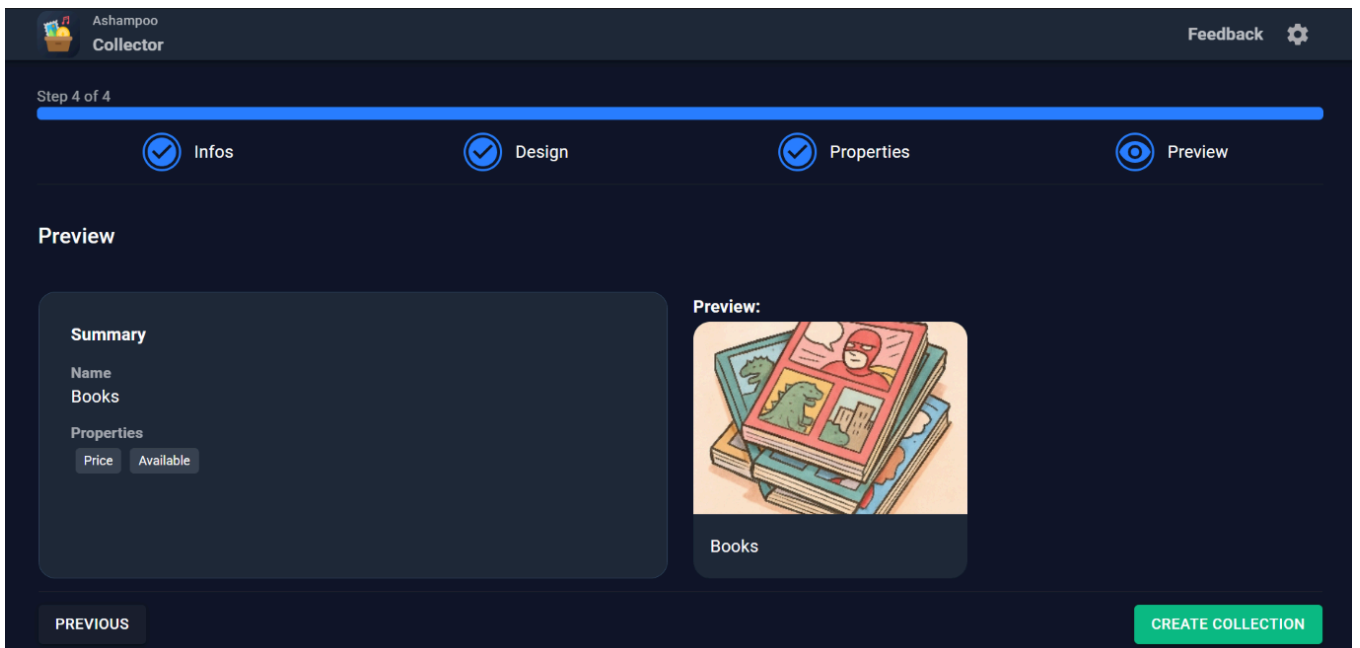 Ashampoo
Collector
Feedback
Step 4 of 4
Infos
Design
Properties
Preview
Preview
Summary
Name
Books
Properties
Price Available
Preview:
Books
PREVIOUS
CREATE COLLECTION